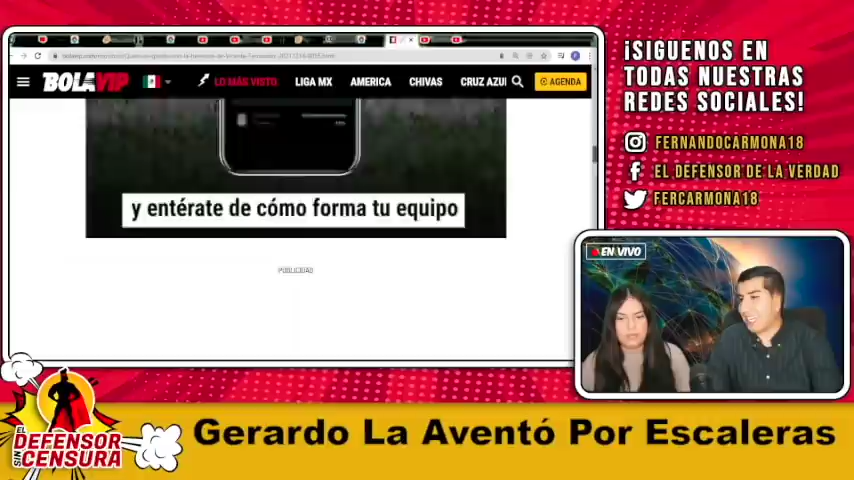 BOLAVIP
LO MÁS VISTO
LIGA MX
AMERICA
CHIVAS
CRUZ AZUL
AGENDA
y entérate de cómo forma tu equipo
PUBLICIDAD
¡SIGUENOS EN
TODAS NUESTRAS
REDES SOCIALES!
FERNANDOCARMONA18
EL DEFENSOR DE LA VERDAD
FERCARMONA18
EN VIVO
EL
DEFENSOR
SIN
CENSURA
Gerardo La Aventó Por Escaleras